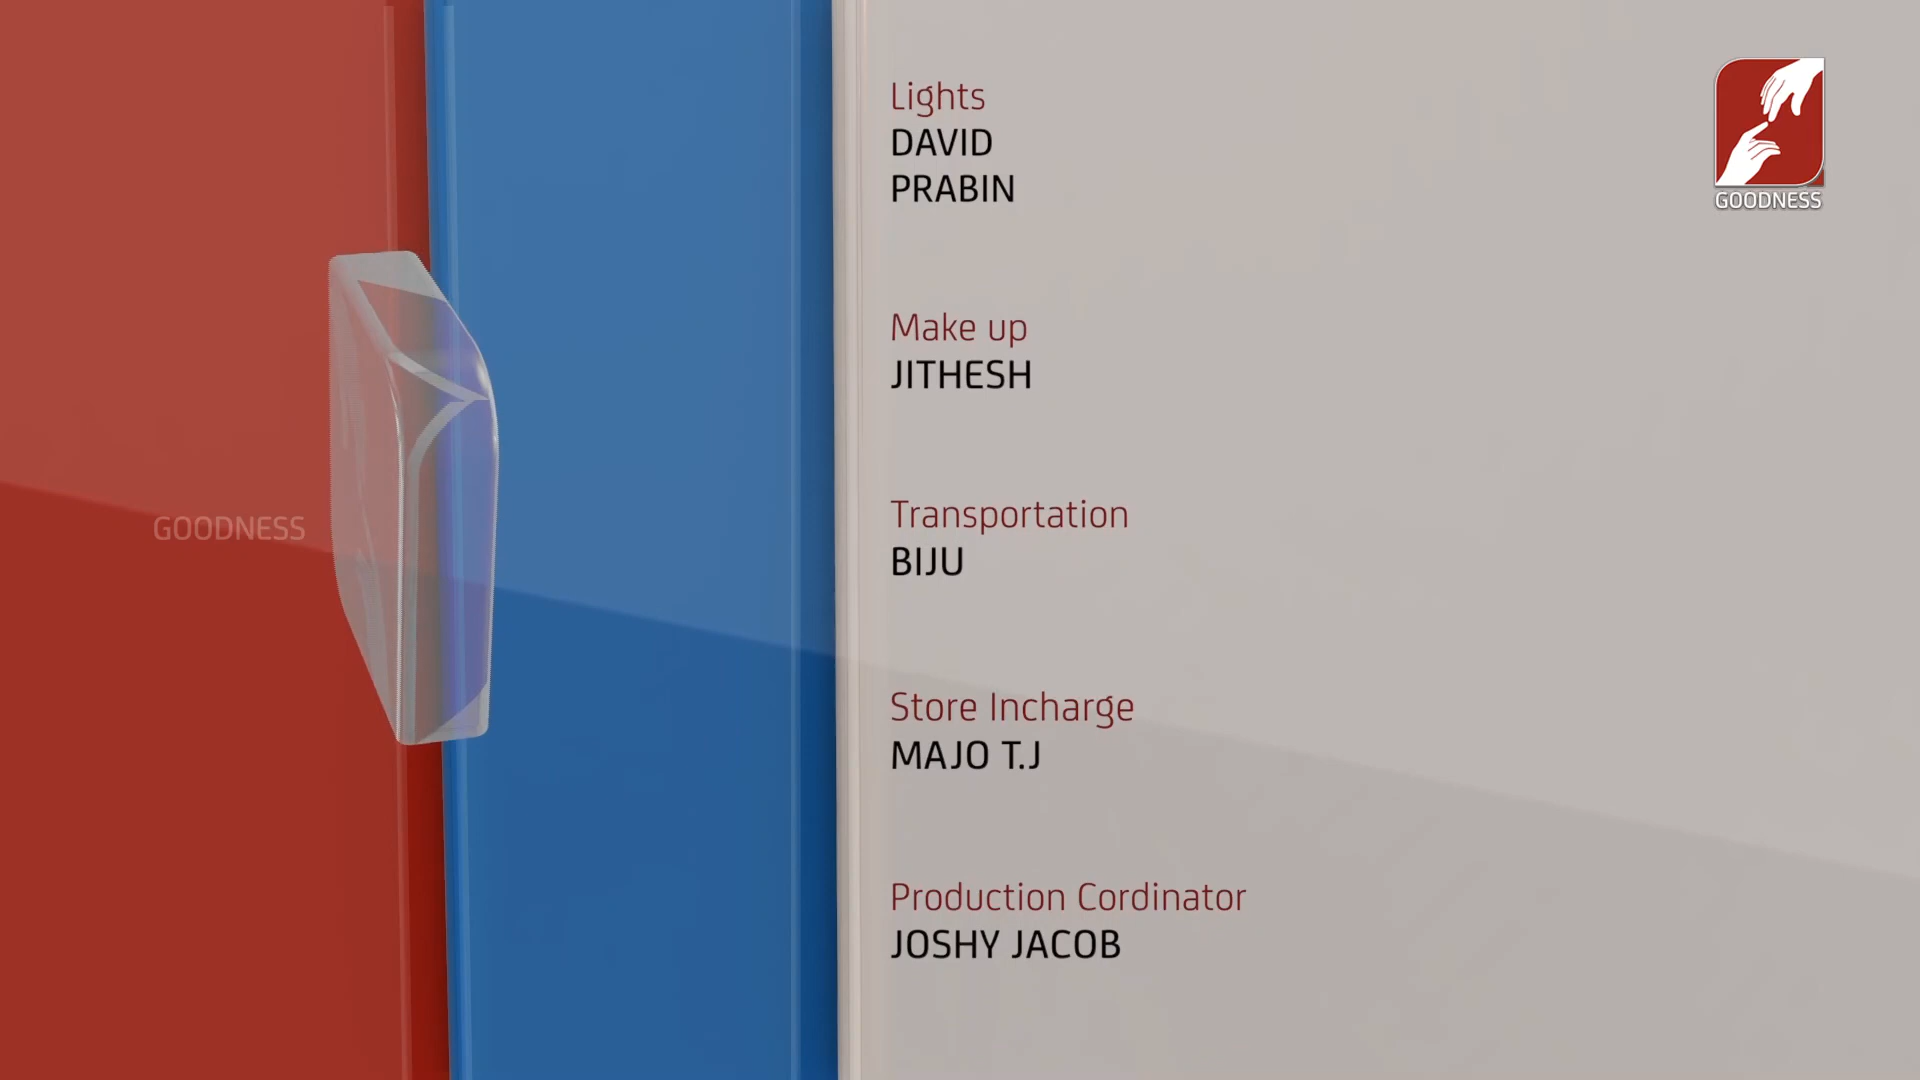 Lights
DAVID
PRABIN
Make up
JITHESH
Transportation
BIJU
Store Incharge
MAJO T.J
Production Cordinator
JOSHY JACOB
GOODNESS
GOODNESS